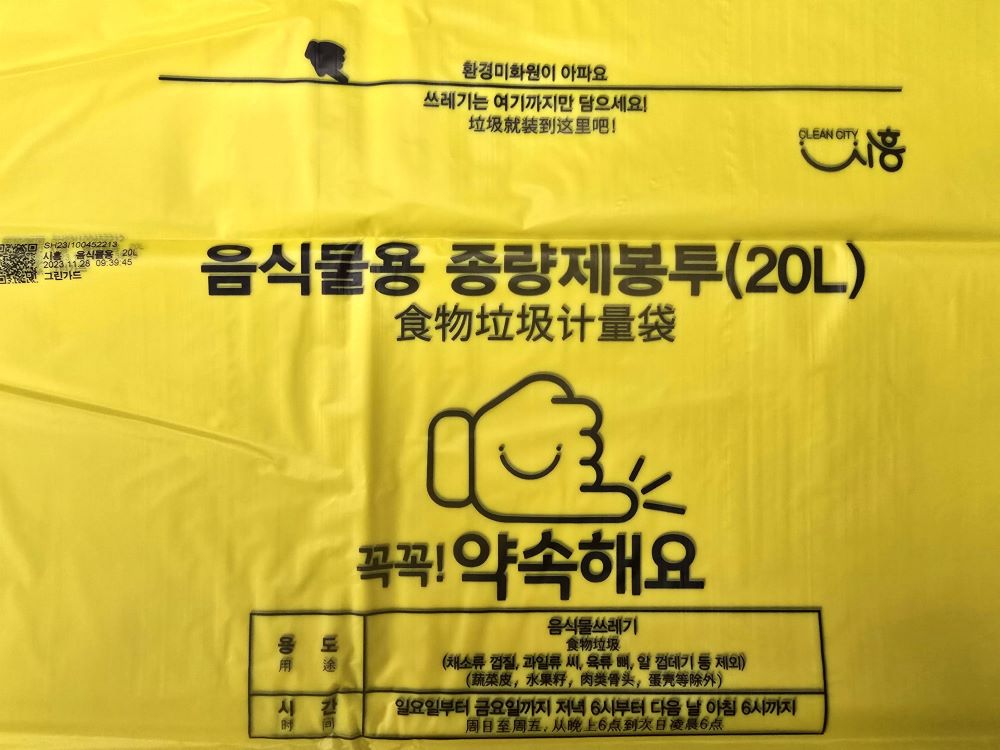 환경미화원이 아파요
쓰레기는 여기까지만 담으세요!
垃圾就装到这里吧!
CLEAN CITY
SH23I100452213
시흥 음식물용 20L
2023.11.28 09:39:45
그린가드
음식물용 종량제봉투(20L)
食物垃圾计量袋
꼭꼭! 약속해요
용 도
用 途
음식물쓰레기
食物垃圾
(채소류 껍질, 과일류 씨, 육류 뼈, 알 껍데기 등 제외)
(蔬菜皮, 水果籽, 肉类骨头, 蛋壳等除外)
시 간
时 间
일요일부터 금요일까지 저녁 6시부터 다음 날 아침 6시까지
周日至周五, 从晚上6点到次日凌晨6点